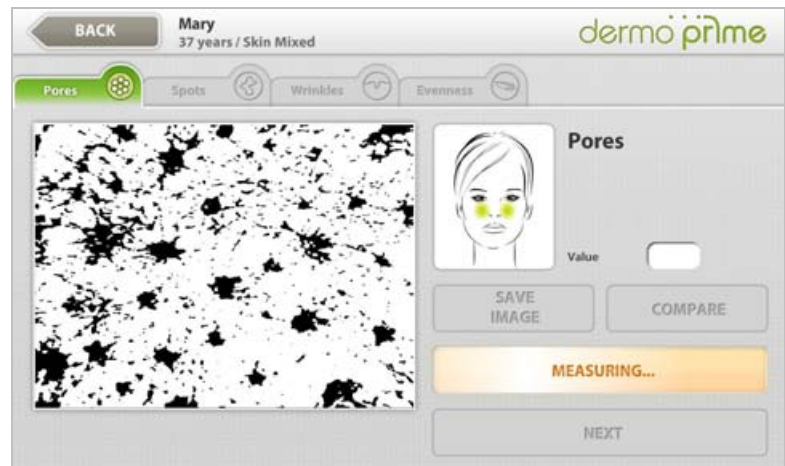 BACK
Mary
37 years / Skin Mixed
dermo prime
Pores
Spots
Wrinkles
Evenness
Pores
Value
SAVE
IMAGE
COMPARE
MEASURING...
NEXT